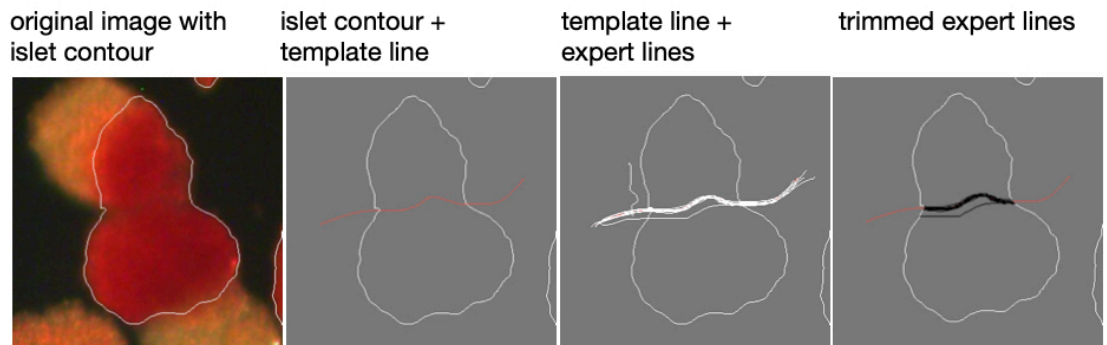 original image with
islet contour
islet contour +
template line
template line +
expert lines
trimmed expert lines